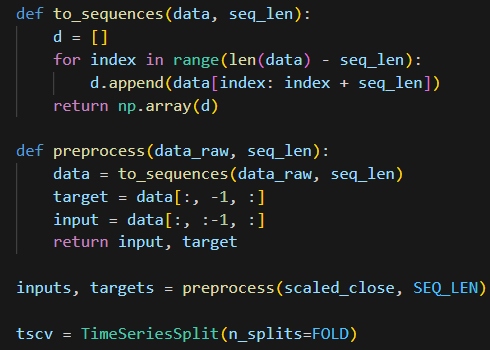 def to_sequences(data, seq_len):
    d = []
    for index in range(len(data) - seq_len):
        d.append(data[index: index + seq_len])
    return np.array(d)

def preprocess(data_raw, seq_len):
    data = to_sequences(data_raw, seq_len)
    target = data[:, -1, :]
    input = data[:, :-1, :]
    return input, target

inputs, targets = preprocess(scaled_close, SEQ_LEN)

tscv = TimeSeriesSplit(n_splits=FOLD)